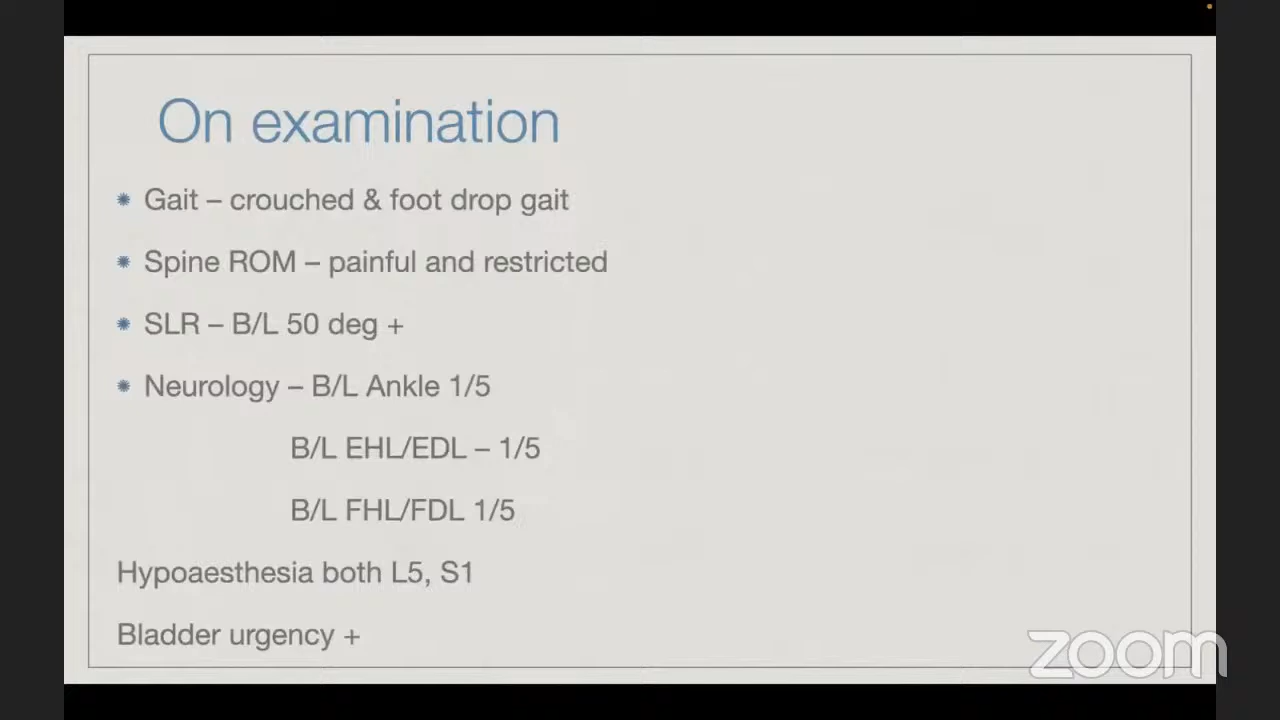 On examination
Gait – crouched & foot drop gait
Spine ROM – painful and restricted
SLR – B/L 50 deg +
Neurology – B/L Ankle 1/5
B/L EHL/EDL – 1/5
B/L FHL/FDL 1/5
Hypoaesthesia both L5, S1
Bladder urgency +
zoom